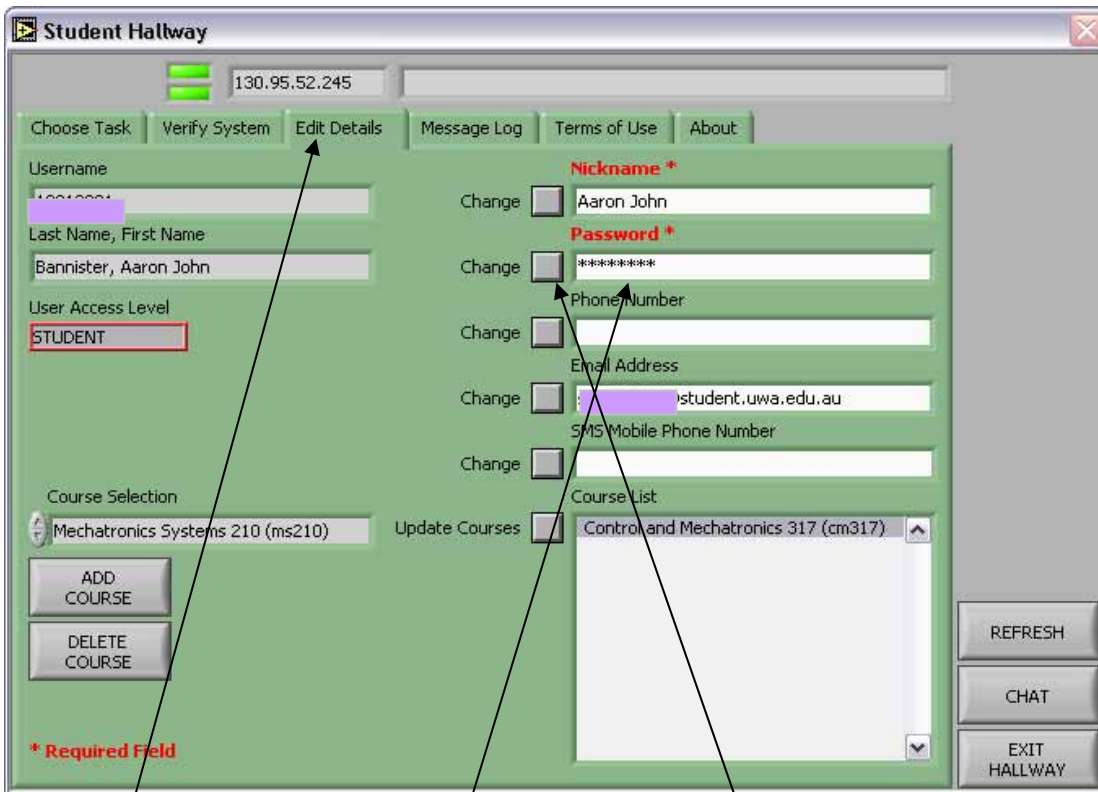 Student Hallway
130.95.52.245
Choose Task Verify System Edit Details Message Log Terms of Use About
Username
Nickname *
Change Aaron John
Last Name, First Name
Password *
Bannister, Aaron John
Change ********
User Access Level
Phone Number
STUDENT
Change
Email Address
Change student.uwa.edu.au
SMS Mobile Phone Number
Change
Course Selection
Course List
Mechatronics Systems 210 (ms210)
Update Courses
Control and Mechatronics 317 (cm317)
ADD
COURSE
DELETE
COURSE
REFRESH
CHAT
* Required Field
EXIT
HALLWAY